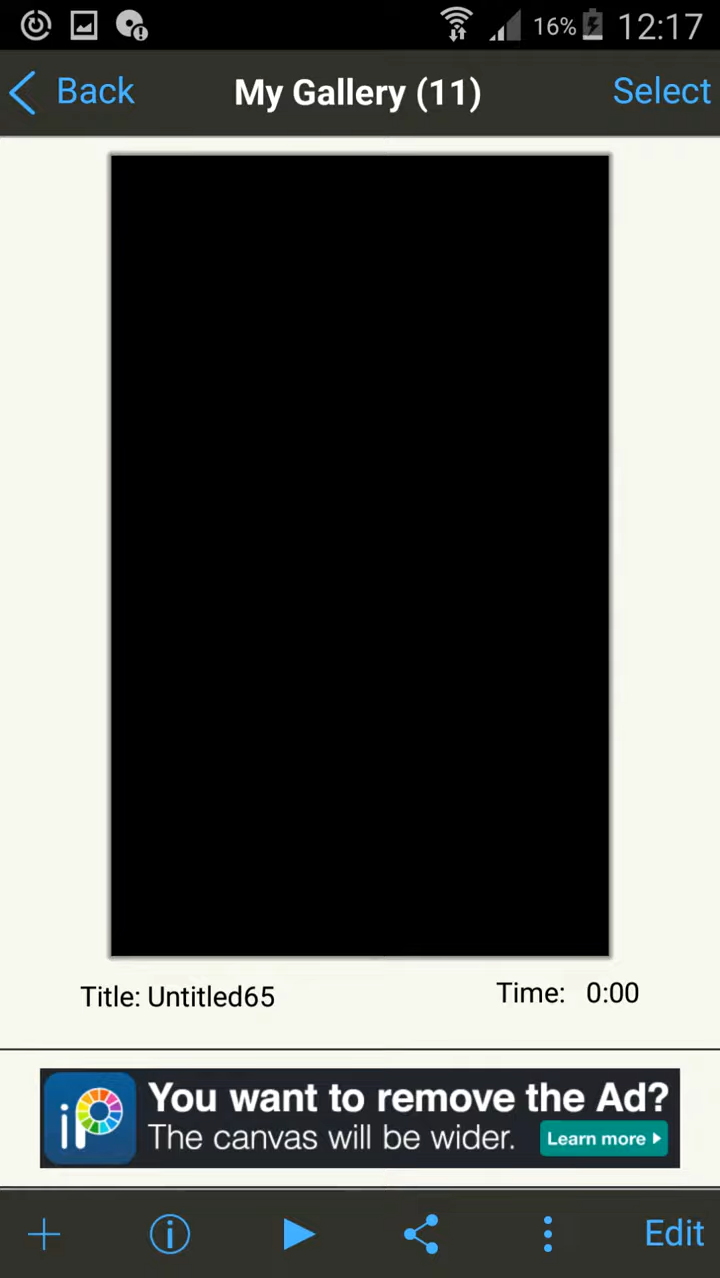 16% 12:17
Back My Gallery (11) Select
Title: Untitled65 Time: 0:00
iP You want to remove the Ad?
The canvas will be wider. Learn more
Edit